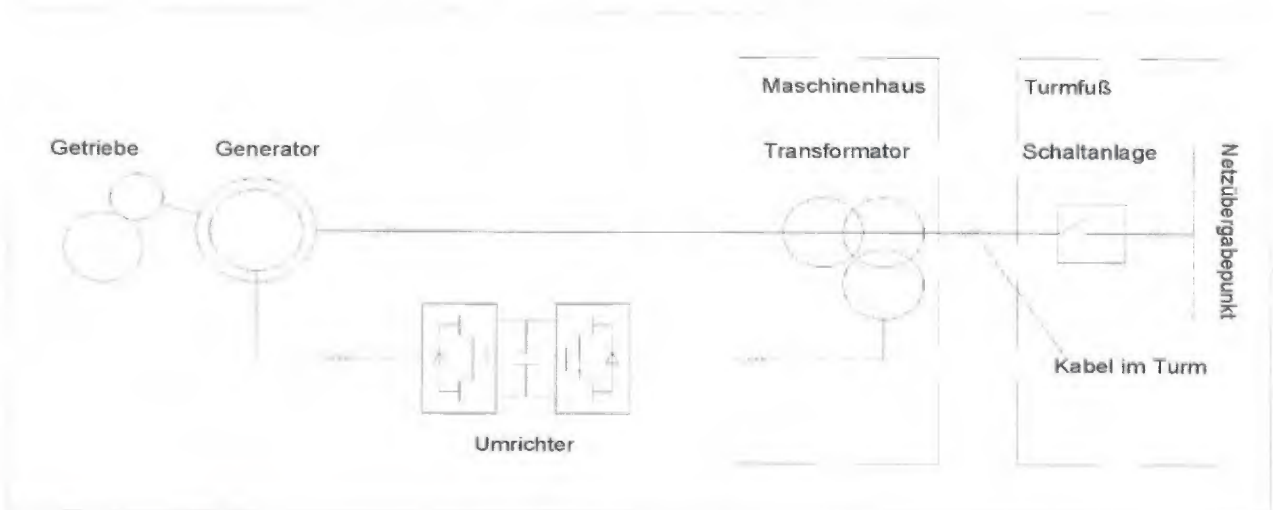 Maschinenhaus
Turmfuß
Getriebe
Generator
Transformator
Schaltanlage
Netzübergabepunkt
Kabel im Turm
Umrichter